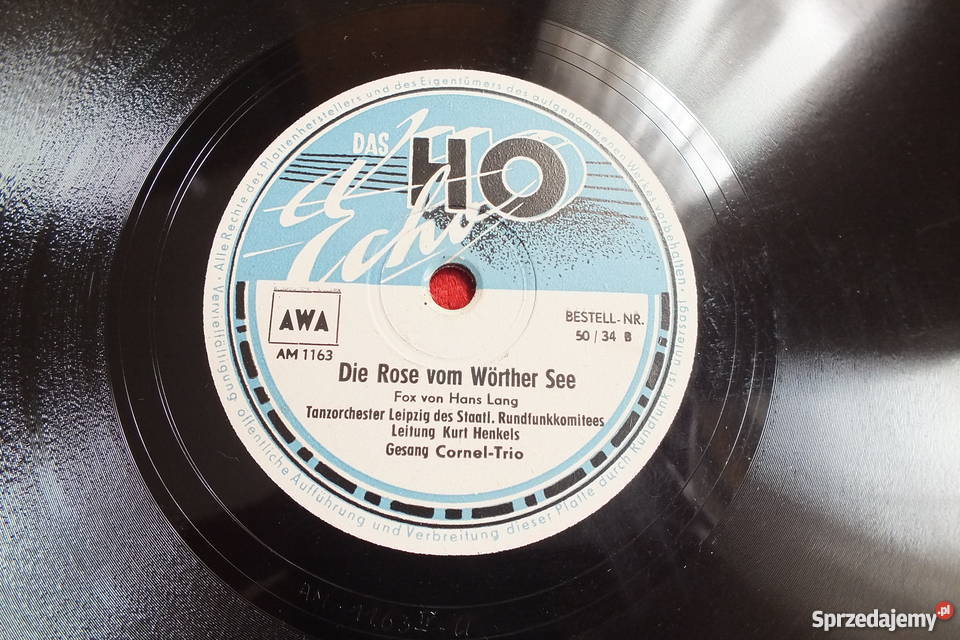 DAS HO
Echo
AWA
AM 1163
BESTELL-NR.
50 / 34 B
Die Rose vom Wörther See
Fox von Hans Lang
Tanzorchester Leipzig des Staatl. Rundfunkkomitees
Leitung Kurt Henkels
Gesang Cornel-Trio
Alle Rechte des Plattenherstellers und des Eigentümers des aufgenommenen Werkes vorbehalten · Vervielfältigung, öffentliche Aufführung und Verbreitung dieser Platte durch Rundfunk ist untersagt ·
Sprzedajemy.pl